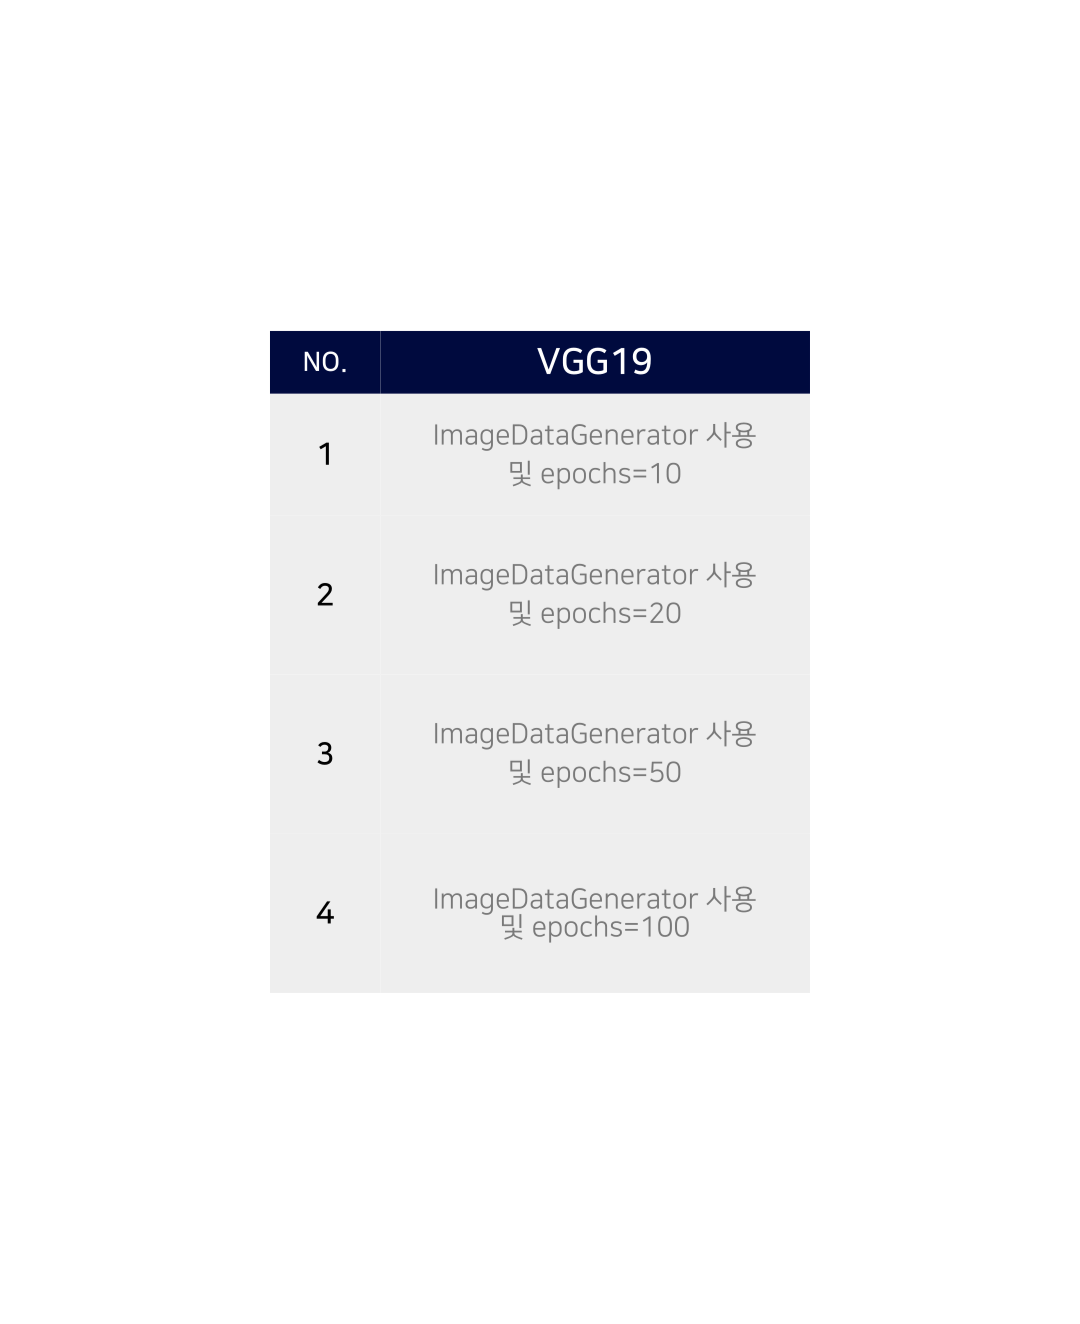 NO. VGG19
1 ImageDataGenerator 사용
및 epochs=10
2 ImageDataGenerator 사용
및 epochs=20
3 ImageDataGenerator 사용
및 epochs=50
4 ImageDataGenerator 사용
및 epochs=100